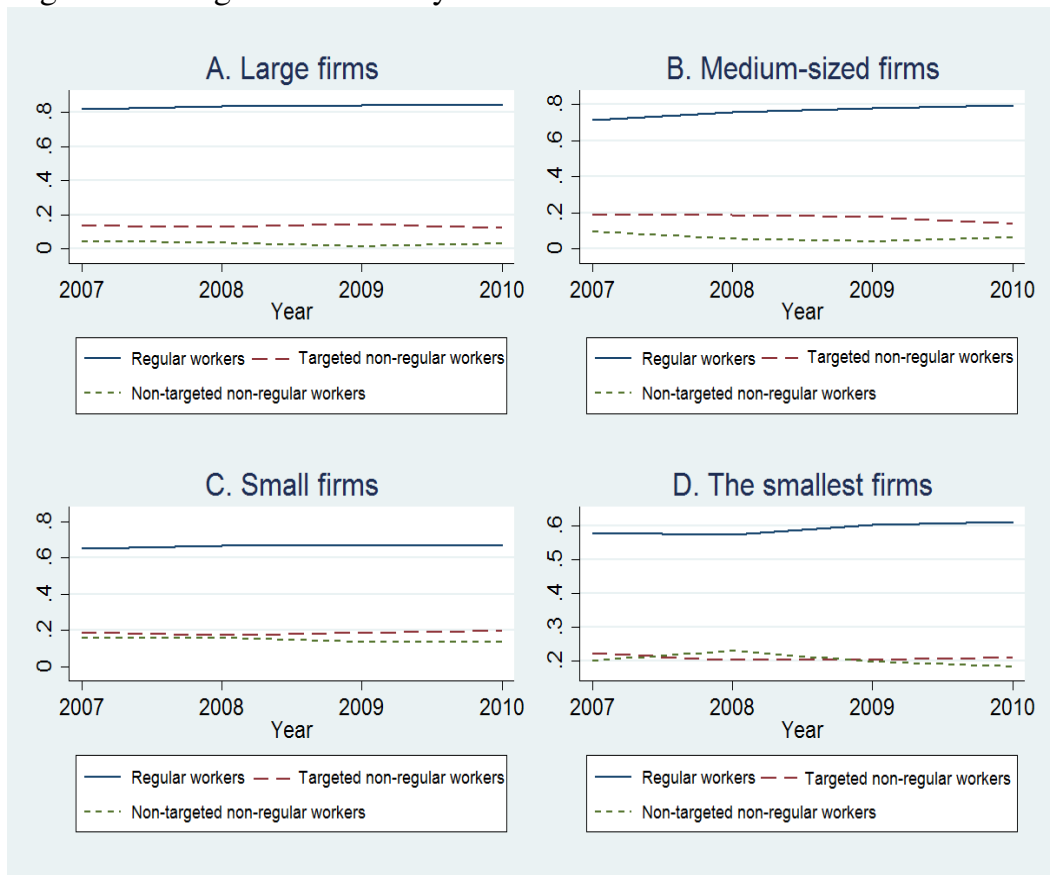 A. Large firms
.8
.6
.4
.2
0
2007 2008 2009 2010
Year
Regular workers Targeted non-regular workers
Non-targeted non-regular workers
B. Medium-sized firms
.8
.6
.4
.2
0
2007 2008 2009 2010
Year
Regular workers Targeted non-regular workers
Non-targeted non-regular workers
C. Small firms
.8
.6
.4
.2
0
2007 2008 2009 2010
Year
Regular workers Targeted non-regular workers
Non-targeted non-regular workers
D. The smallest firms
.6
.5
.4
.3
.2
2007 2008 2009 2010
Year
Regular workers Targeted non-regular workers
Non-targeted non-regular workers